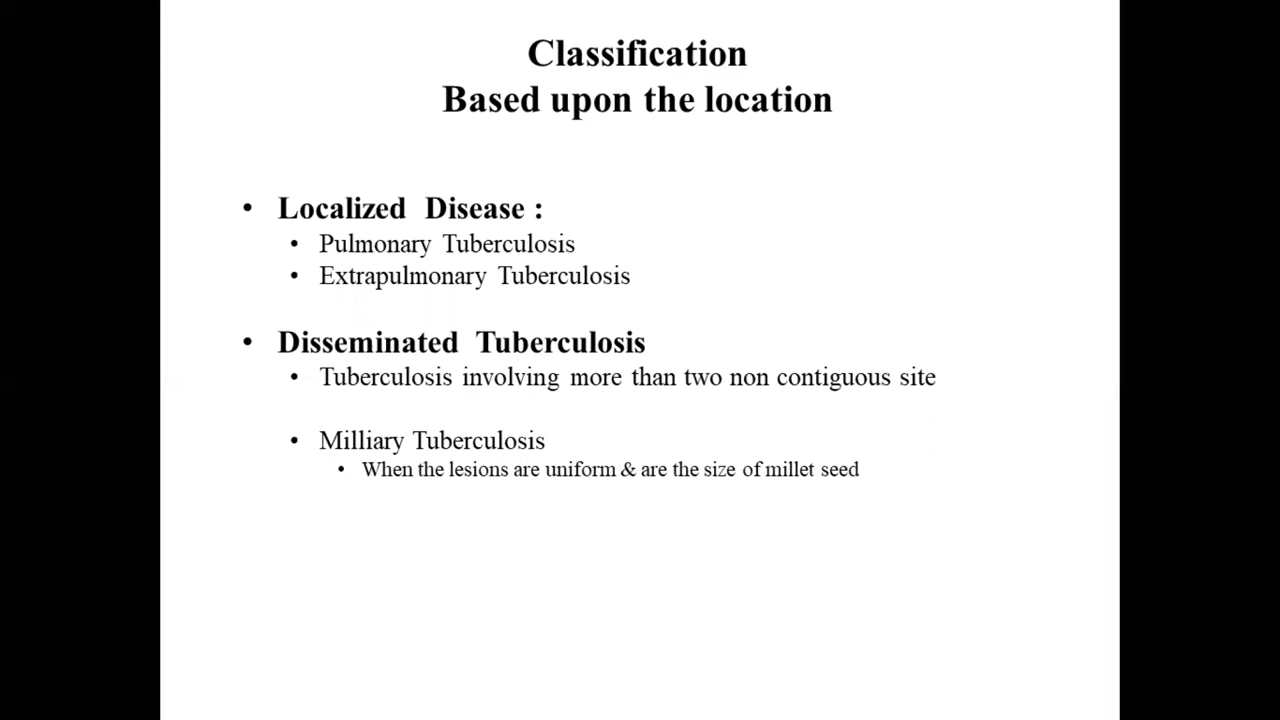 Classification
Based upon the location
• Localized Disease :
• Pulmonary Tuberculosis
• Extrapulmonary Tuberculosis
• Disseminated Tuberculosis
• Tuberculosis involving more than two non contiguous site
• Milliary Tuberculosis
• When the lesions are uniform & are the size of millet seed